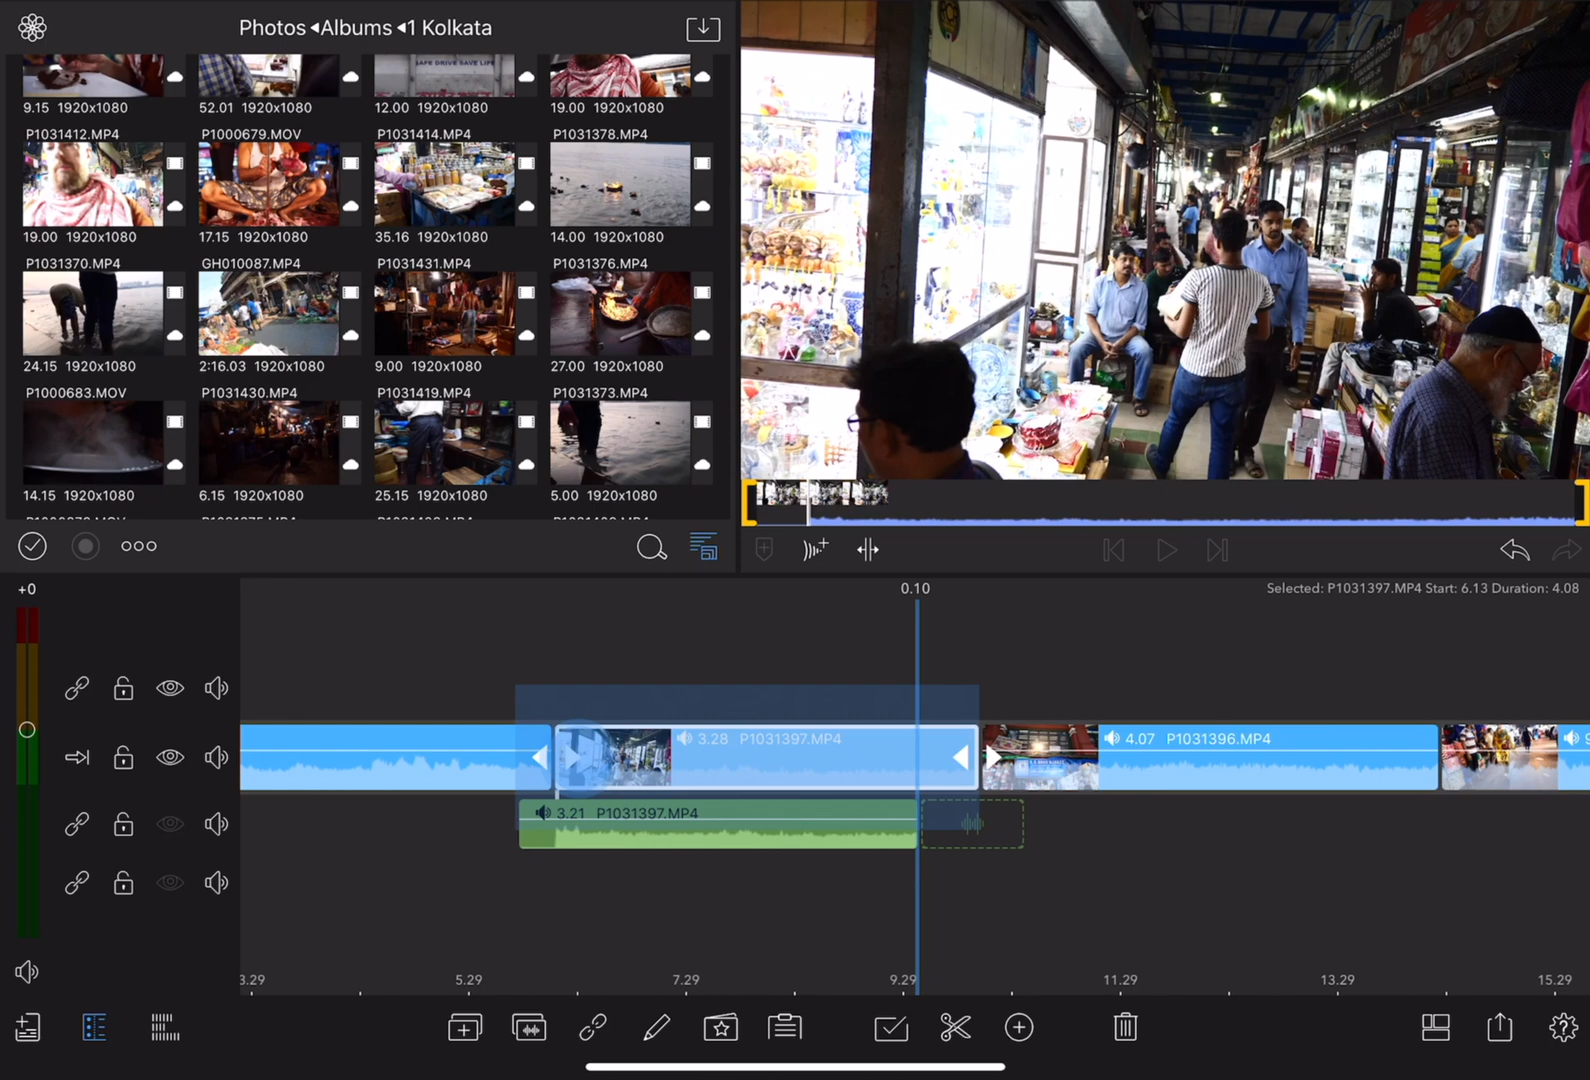 Photos ◂Albums ◂1 Kolkata
SAFE DRIVE SAVE LIFE
9.15 1920x1080
52.01 1920x1080
12.00 1920x1080
19.00 1920x1080
P1031412.MP4
P1000679.MOV
P1031414.MP4
P1031378.MP4
19.00 1920x1080
17.15 1920x1080
35.16 1920x1080
14.00 1920x1080
P1031370.MP4
GH010087.MP4
P1031431.MP4
P1031376.MP4
24.15 1920x1080
2:16.03 1920x1080
9.00 1920x1080
27.00 1920x1080
P1000683.MOV
P1031430.MP4
P1031419.MP4
P1031373.MP4
14.15 1920x1080
6.15 1920x1080
25.15 1920x1080
5.00 1920x1080
+0
0.10
Selected: P1031397.MP4 Start: 6.13 Duration: 4.08
3.28 P1031397.MP4
4.07 P1031396.MP4
3.21 P1031397.MP4
3.29
5.29
7.29
9.29
11.29
13.29
15.29